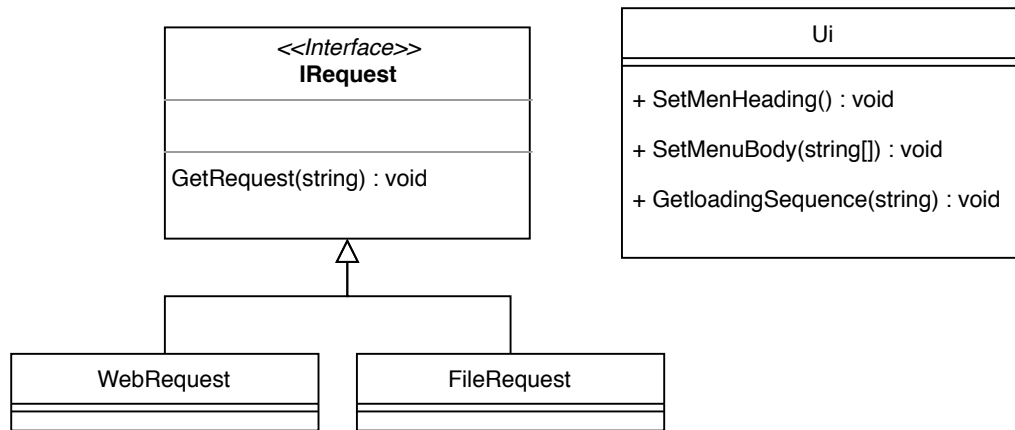 <<Interface>>
IRequest
GetRequest(string) : void
Ui
+ SetMenHeading() : void
+ SetMenuBody(string[]) : void
+ GetloadingSequence(string) : void
WebRequest
FileRequest